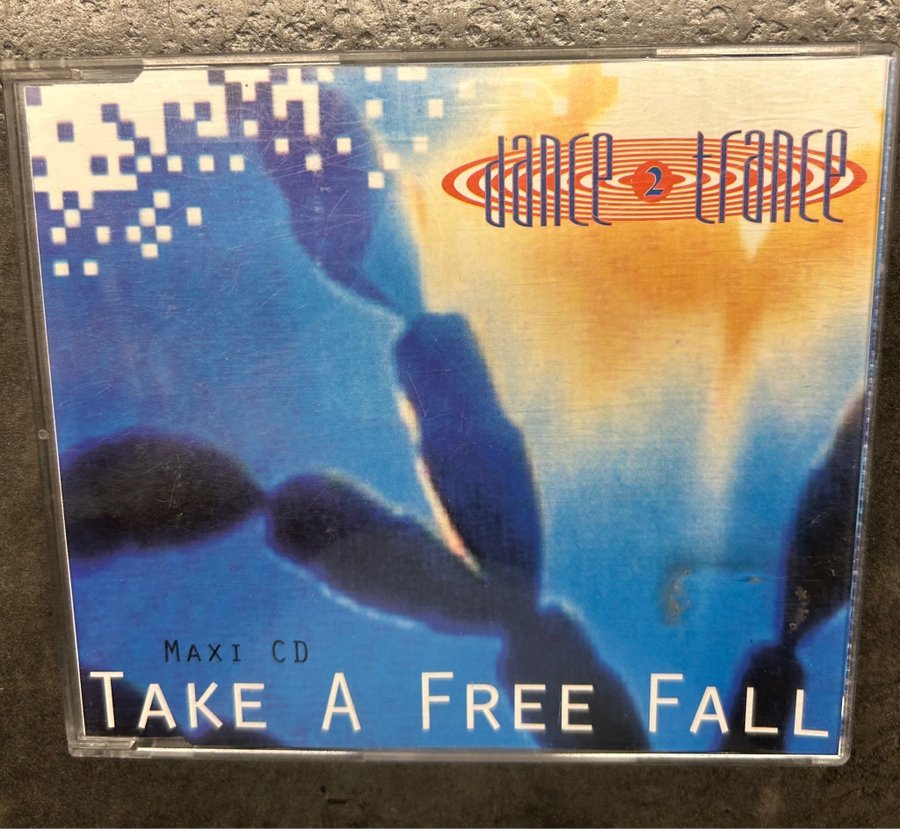 dance 2 trance
MAXI CD
TAKE A FREE FALL